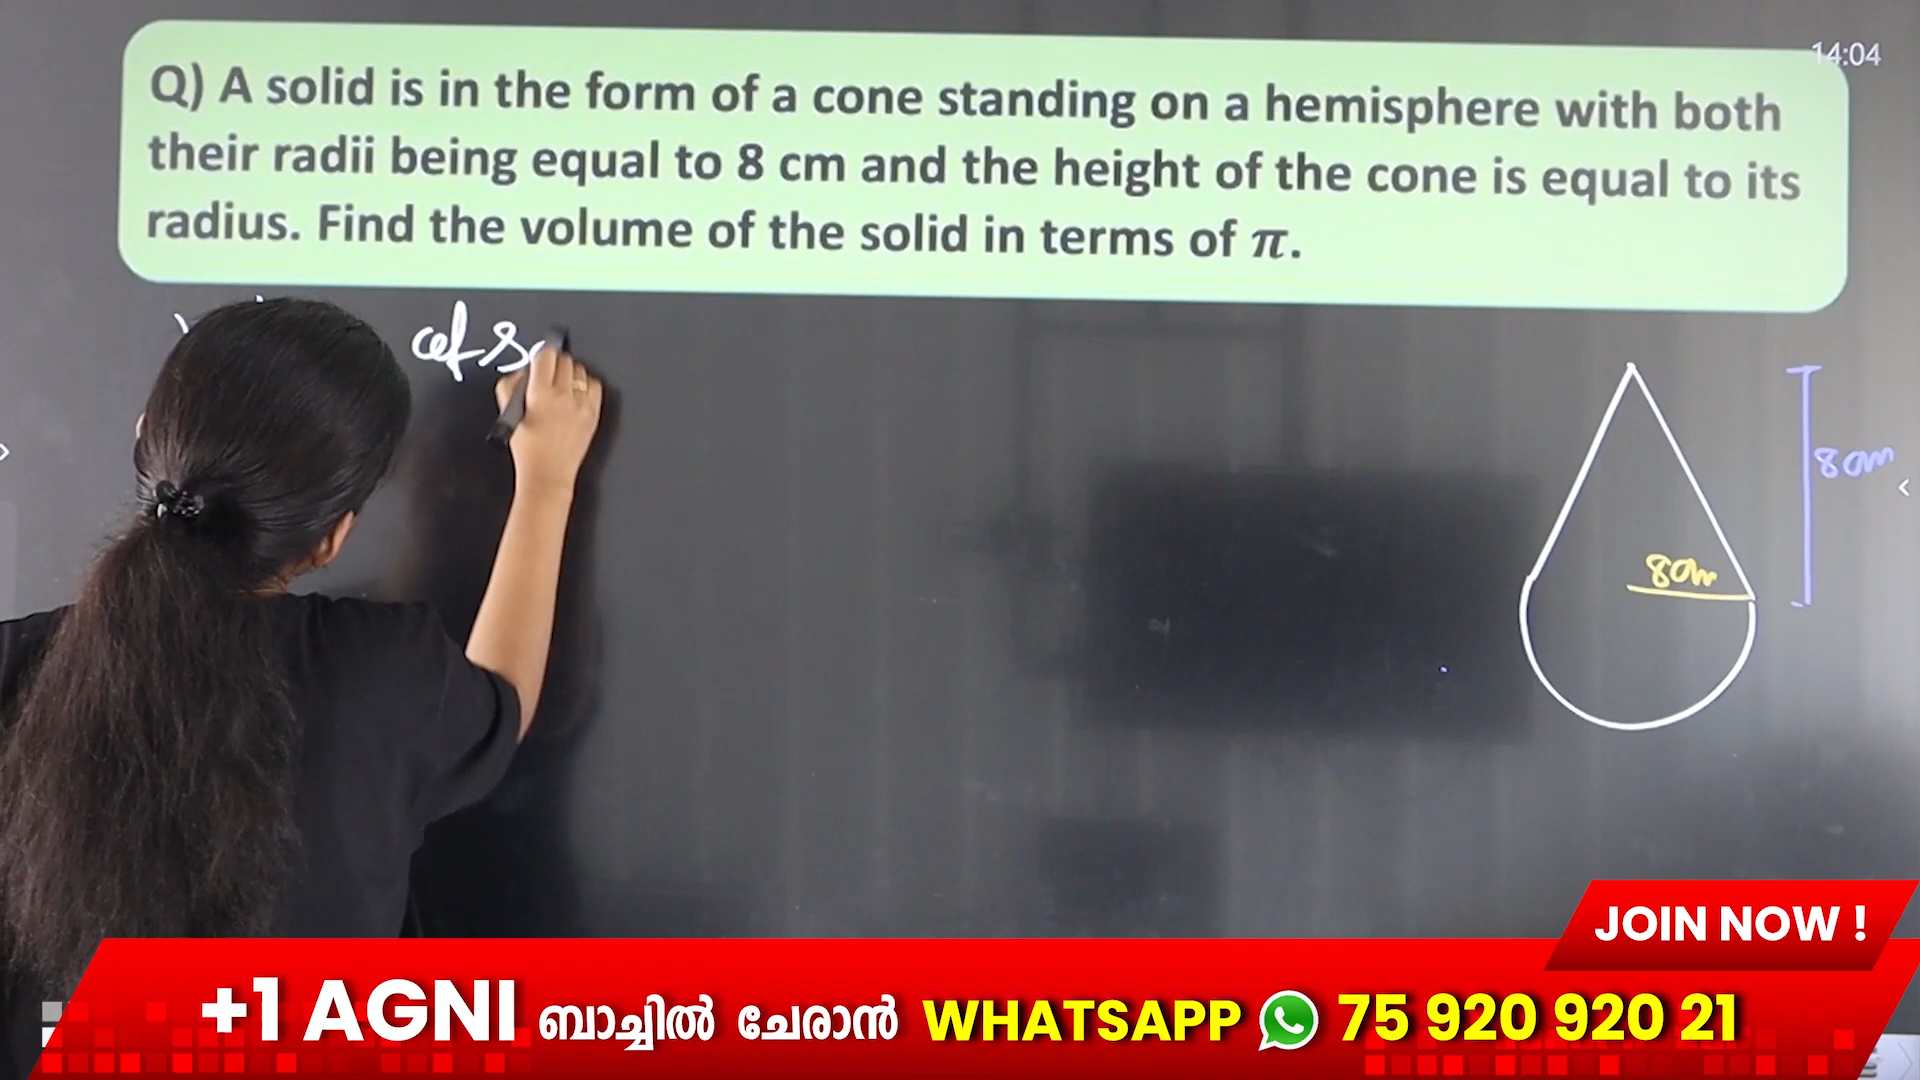 14:04
Q) A solid is in the form of a cone standing on a hemisphere with both
their radii being equal to 8 cm and the height of the cone is equal to its
radius. Find the volume of the solid in terms of π.
of
8cm
8cm
JOIN NOW !
+1 AGNI ബാച്ചിൽ ചേരാൻ WHATSAPP 75 920 920 21